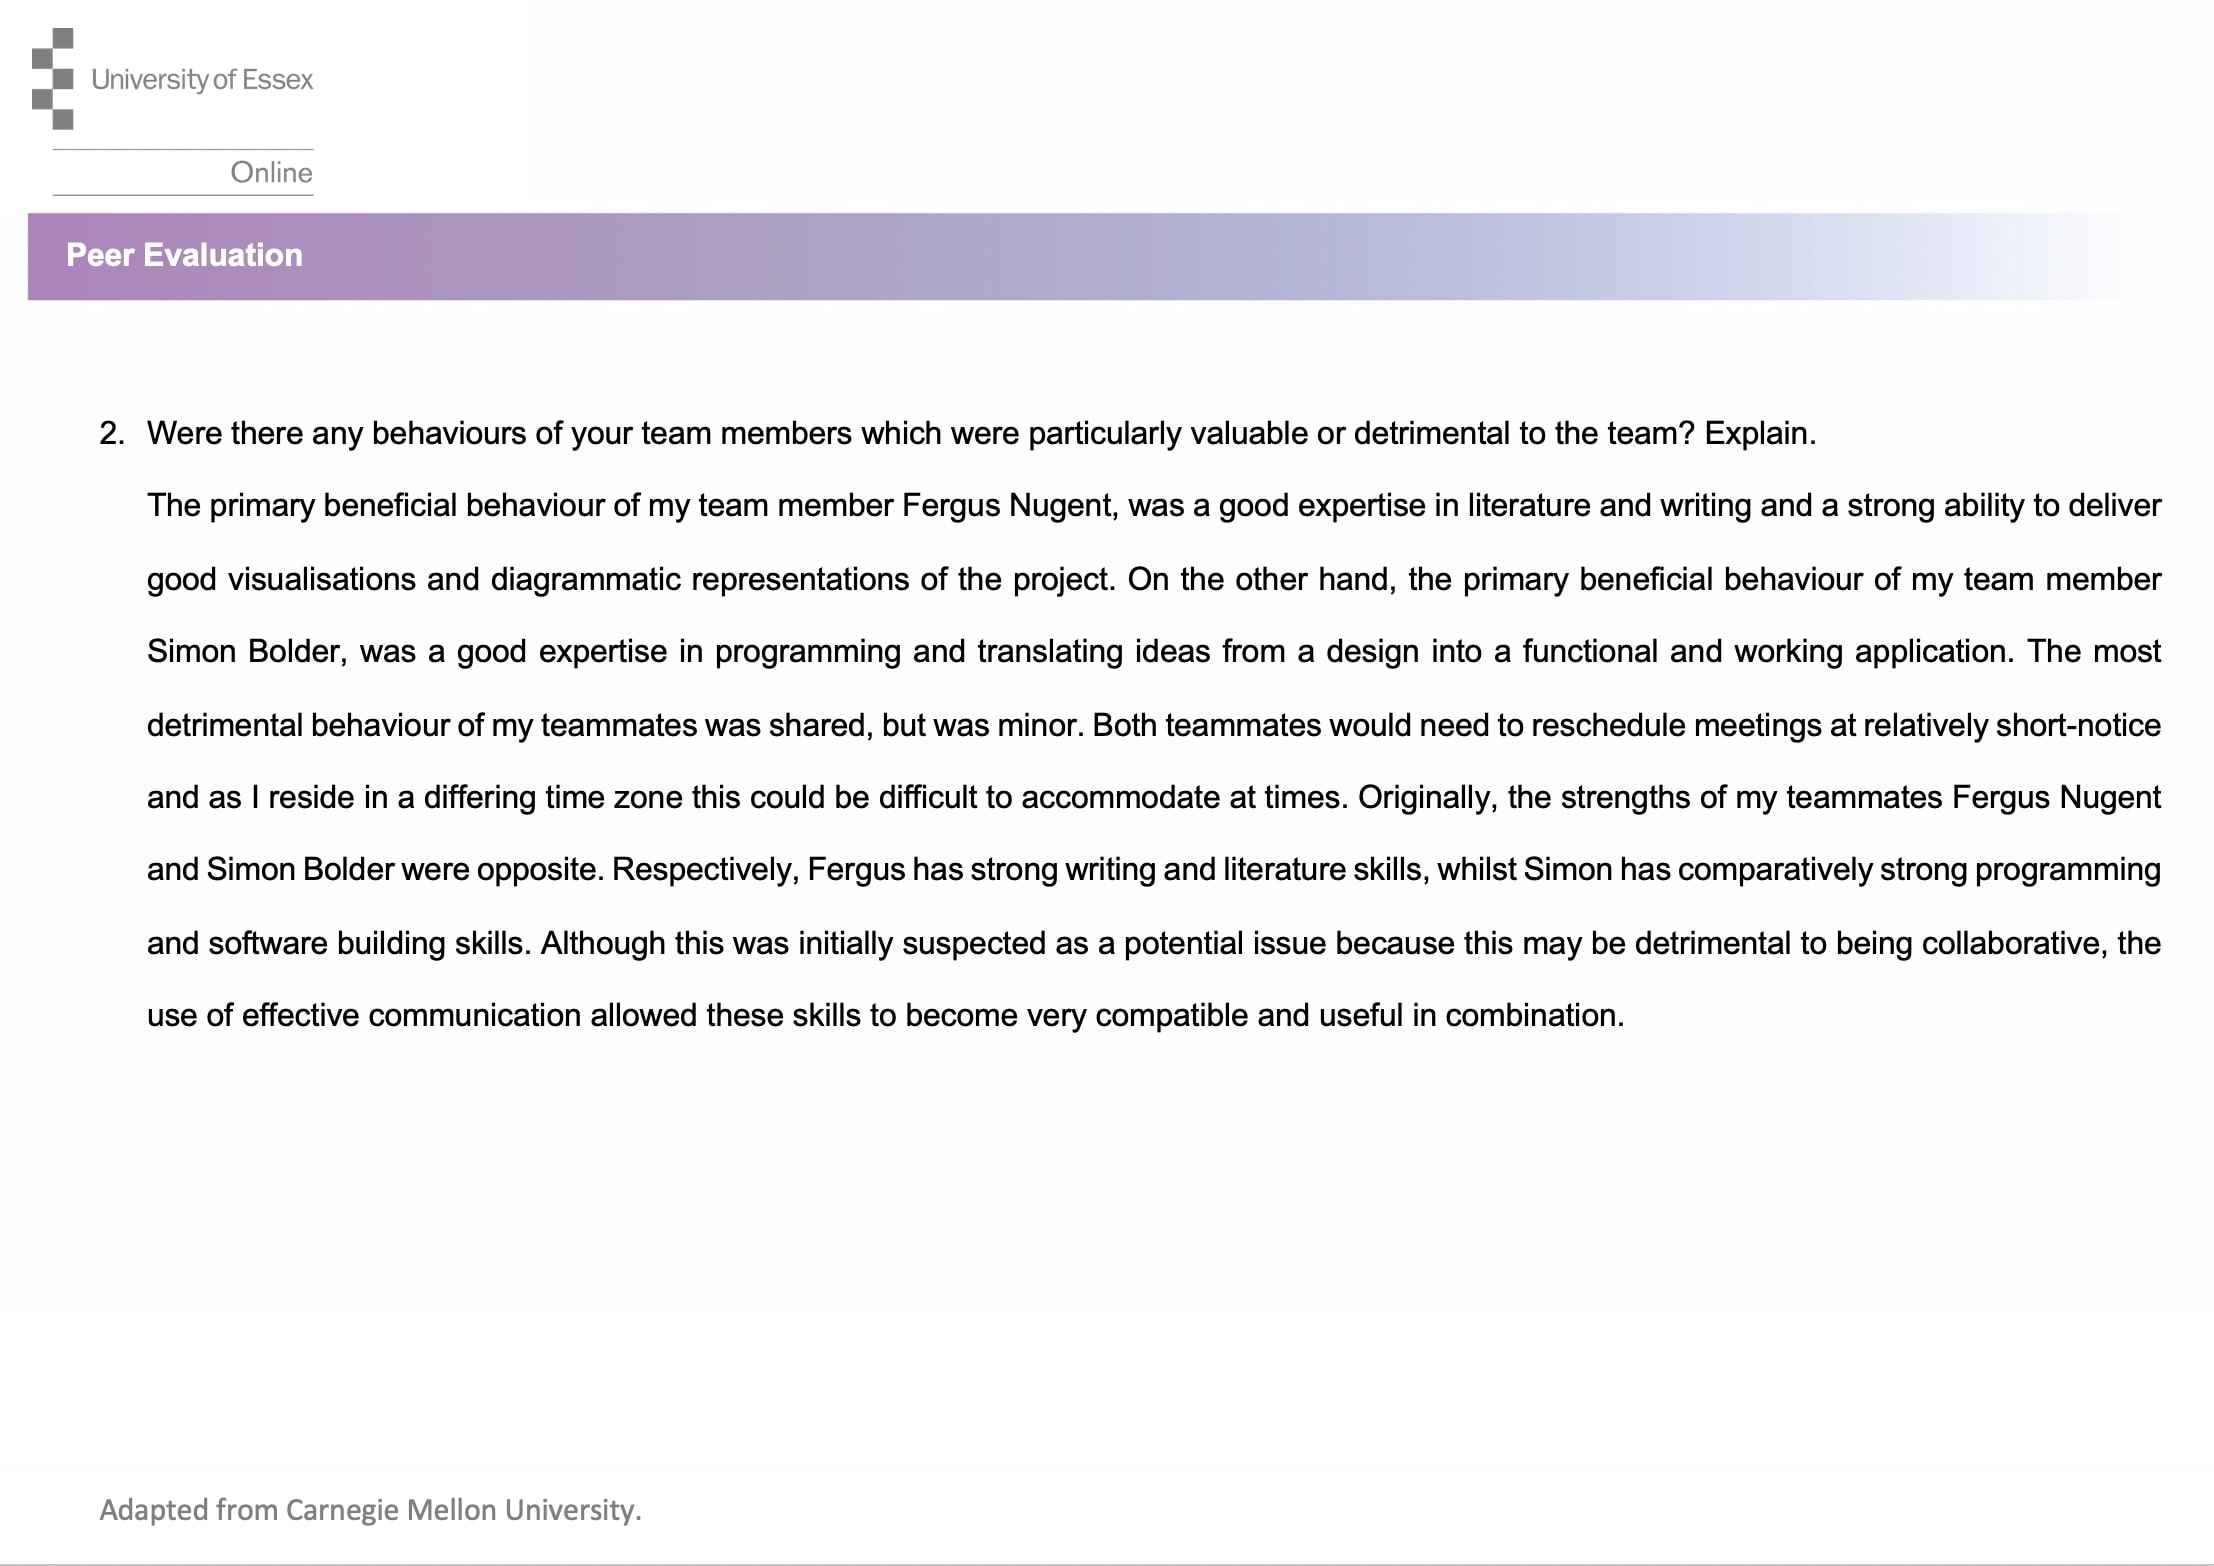 University of Essex
Online
Peer Evaluation
2. Were there any behaviours of your team members which were particularly valuable or detrimental to the team? Explain.
The primary beneficial behaviour of my team member Fergus Nugent, was a good expertise in literature and writing and a strong ability to deliver
good visualisations and diagrammatic representations of the project. On the other hand, the primary beneficial behaviour of my team member
Simon Bolder, was a good expertise in programming and translating ideas from a design into a functional and working application. The most
detrimental behaviour of my teammates was shared, but was minor. Both teammates would need to reschedule meetings at relatively short-notice
and as I reside in a differing time zone this could be difficult to accommodate at times. Originally, the strengths of my teammates Fergus Nugent
and Simon Bolder were opposite. Respectively, Fergus has strong writing and literature skills, whilst Simon has comparatively strong programming
and software building skills. Although this was initially suspected as a potential issue because this may be detrimental to being collaborative, the
use of effective communication allowed these skills to become very compatible and useful in combination.
Adapted from Carnegie Mellon University.